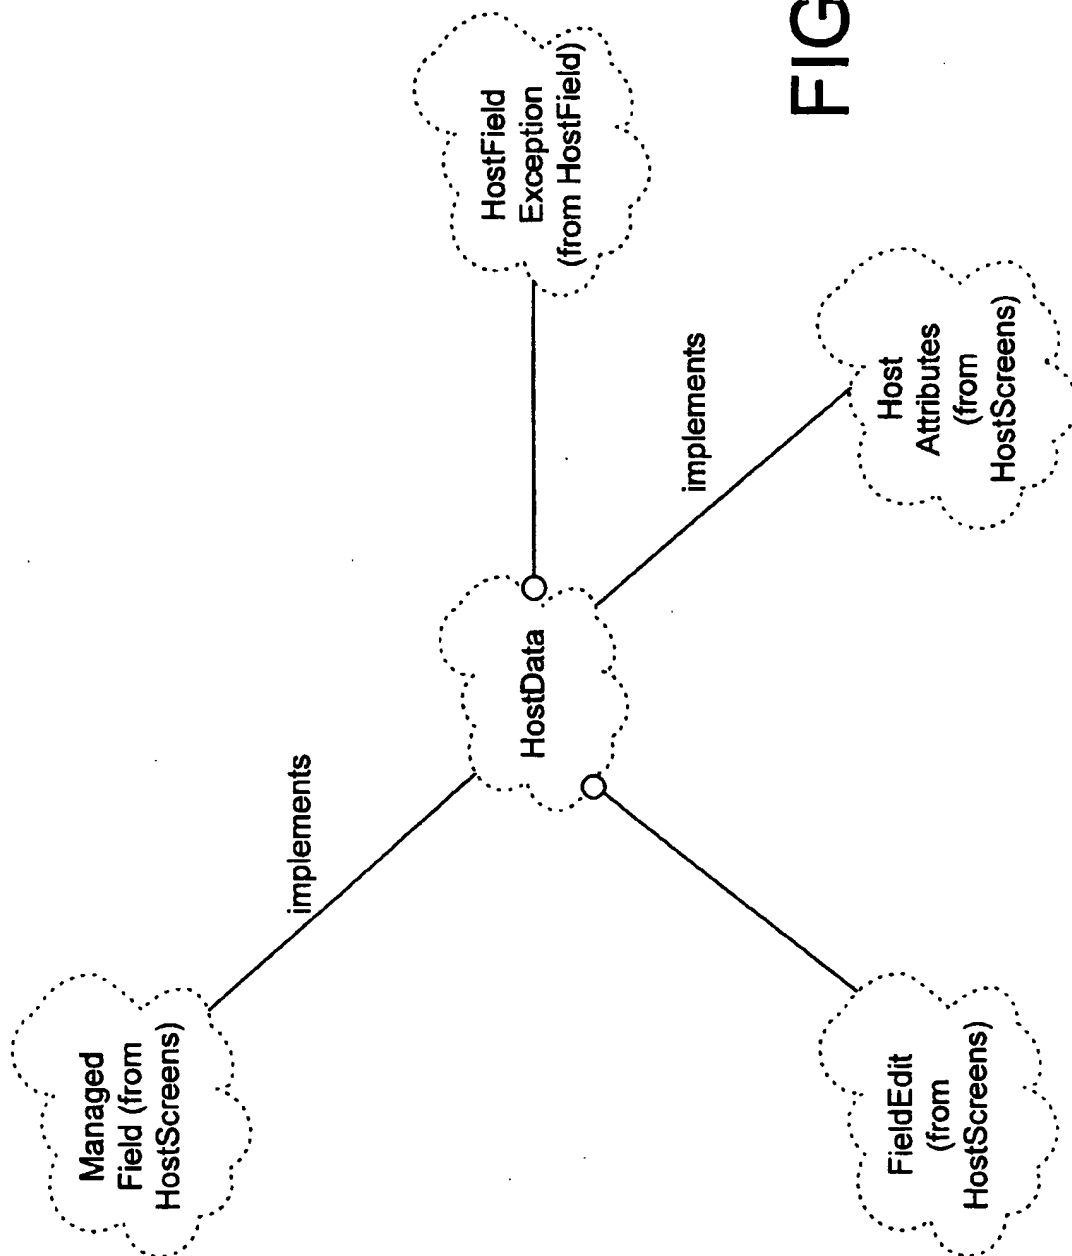 Managed
Field (from
HostScreens)
implements
HostData
HostField
Exception
(from HostField)
implements
FieldEdit
(from
HostScreens)
Host
Attributes
(from
HostScreens)
FIG